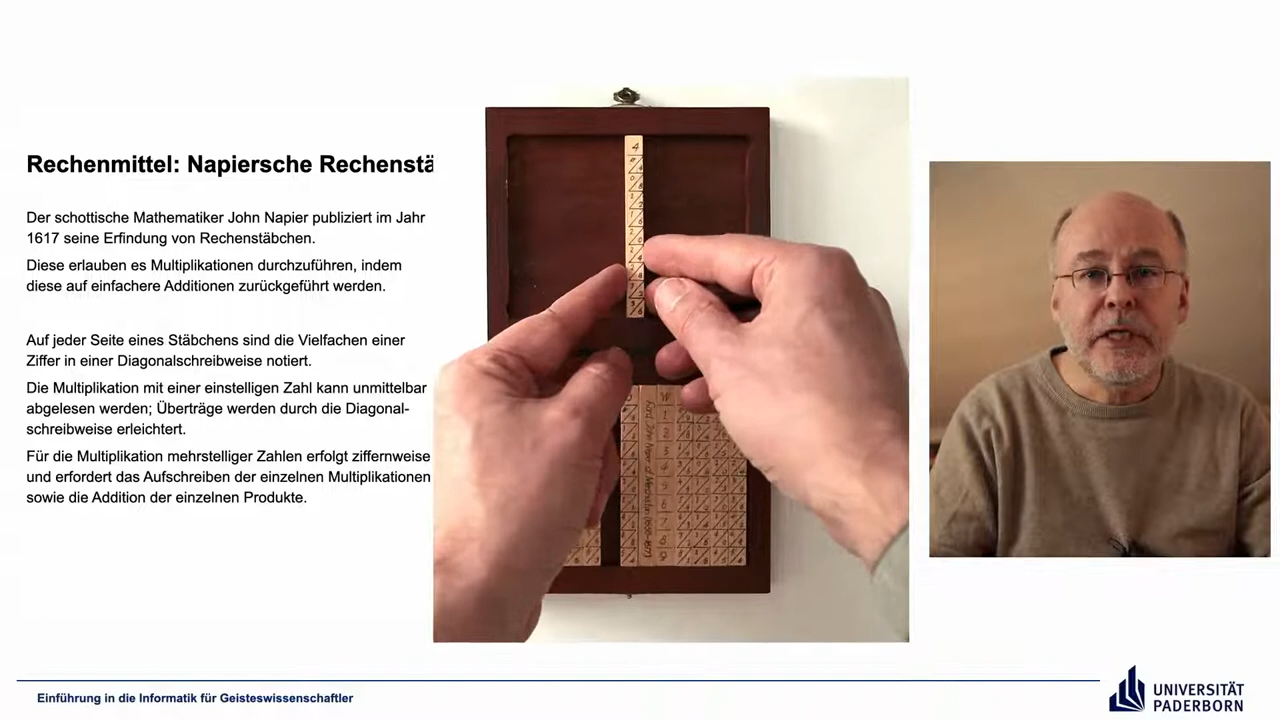 Rechenmittel: Napiersche Rechenstä
Der schottische Mathematiker John Napier publiziert im Jahr
1617 seine Erfindung von Rechenstäbchen.
Diese erlauben es Multiplikationen durchzuführen, indem
diese auf einfachere Additionen zurückgeführt werden.
Auf jeder Seite eines Stäbchens sind die Vielfachen einer
Ziffer in einer Diagonalschreibweise notiert.
Die Multiplikation mit einer einstelligen Zahl kann unmittelbar
abgelesen werden; Überträge werden durch die Diagonal-
schreibweise erleichtert.
Für die Multiplikation mehrstelliger Zahlen erfolgt ziffernweise
und erfordert das Aufschreiben der einzelnen Multiplikationen
sowie die Addition der einzelnen Produkte.
4
Einführung in die Informatik für Geisteswissenschaftler
UNIVERSITÄT
PADERBORN